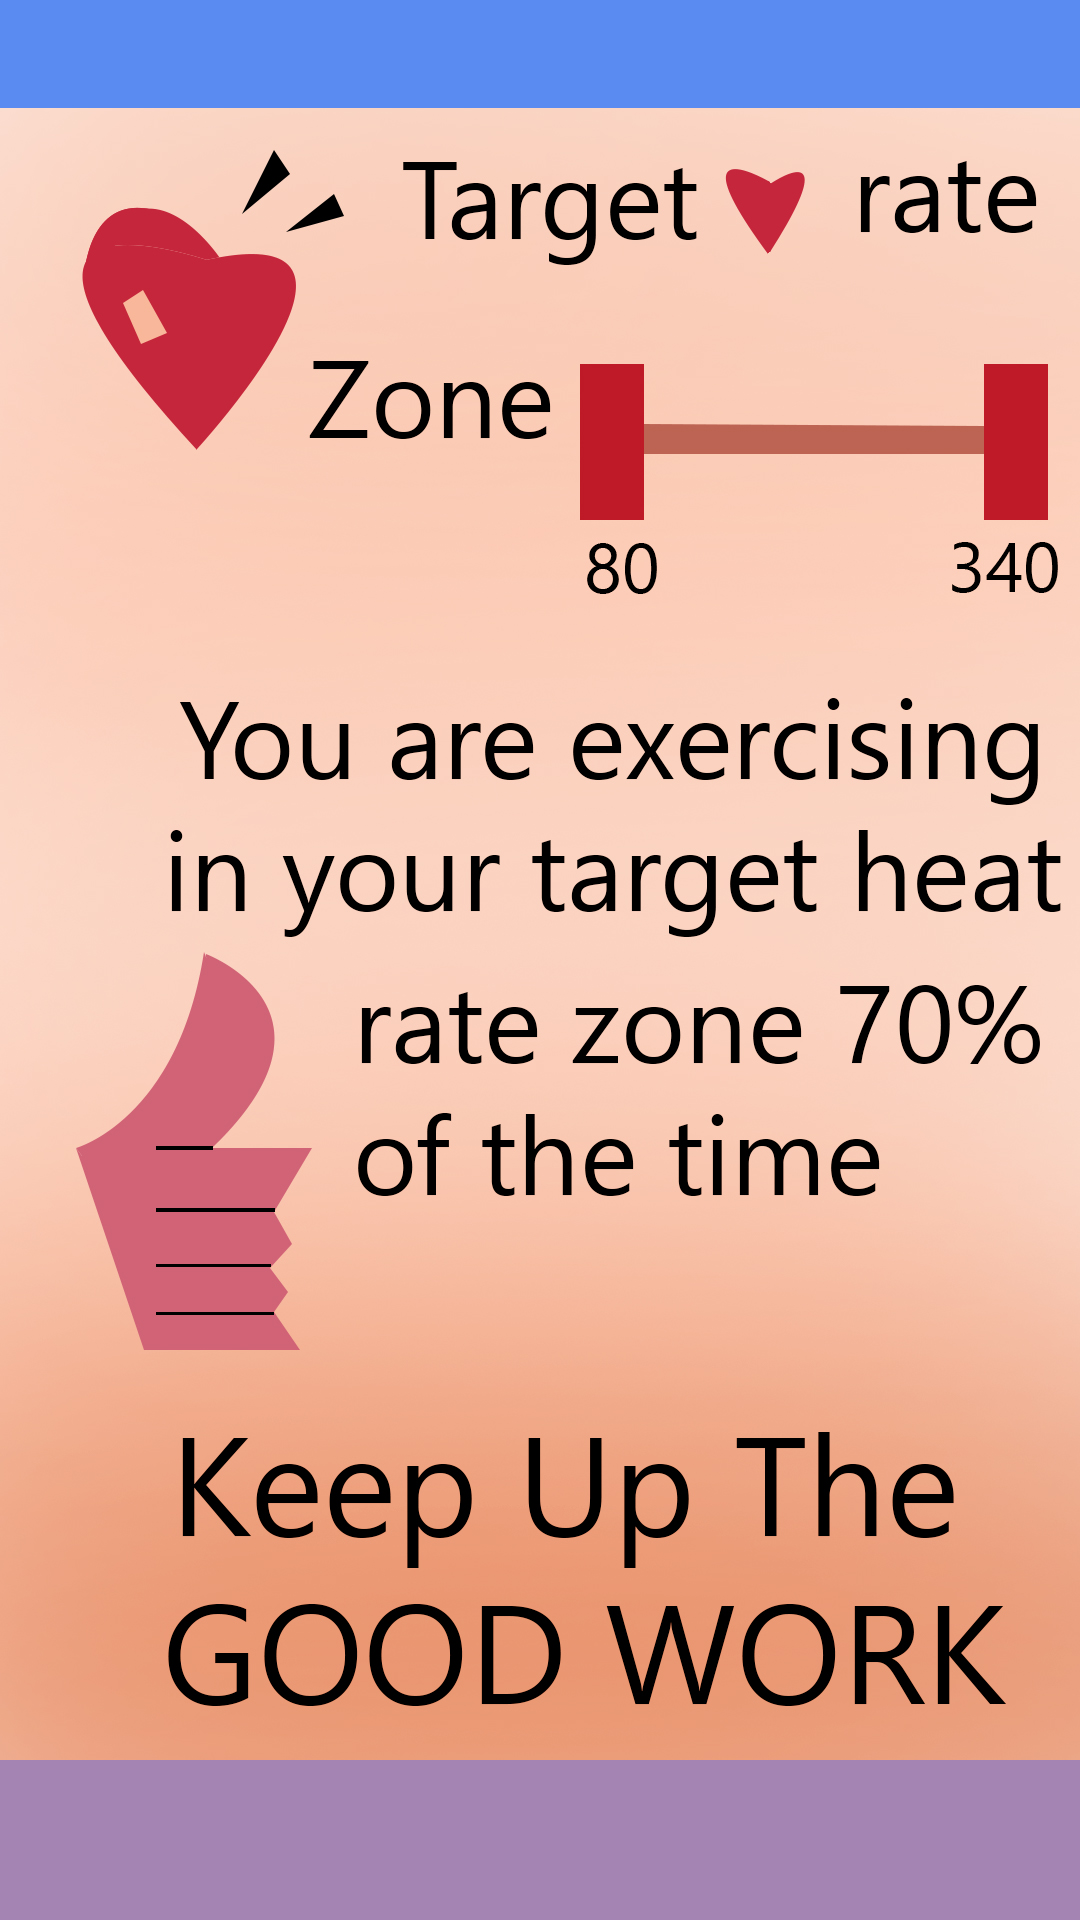 Target rate
Zone
80 340
You are exercising
in your target heat
rate zone 70%
of the time
Keep Up The
GOOD WORK